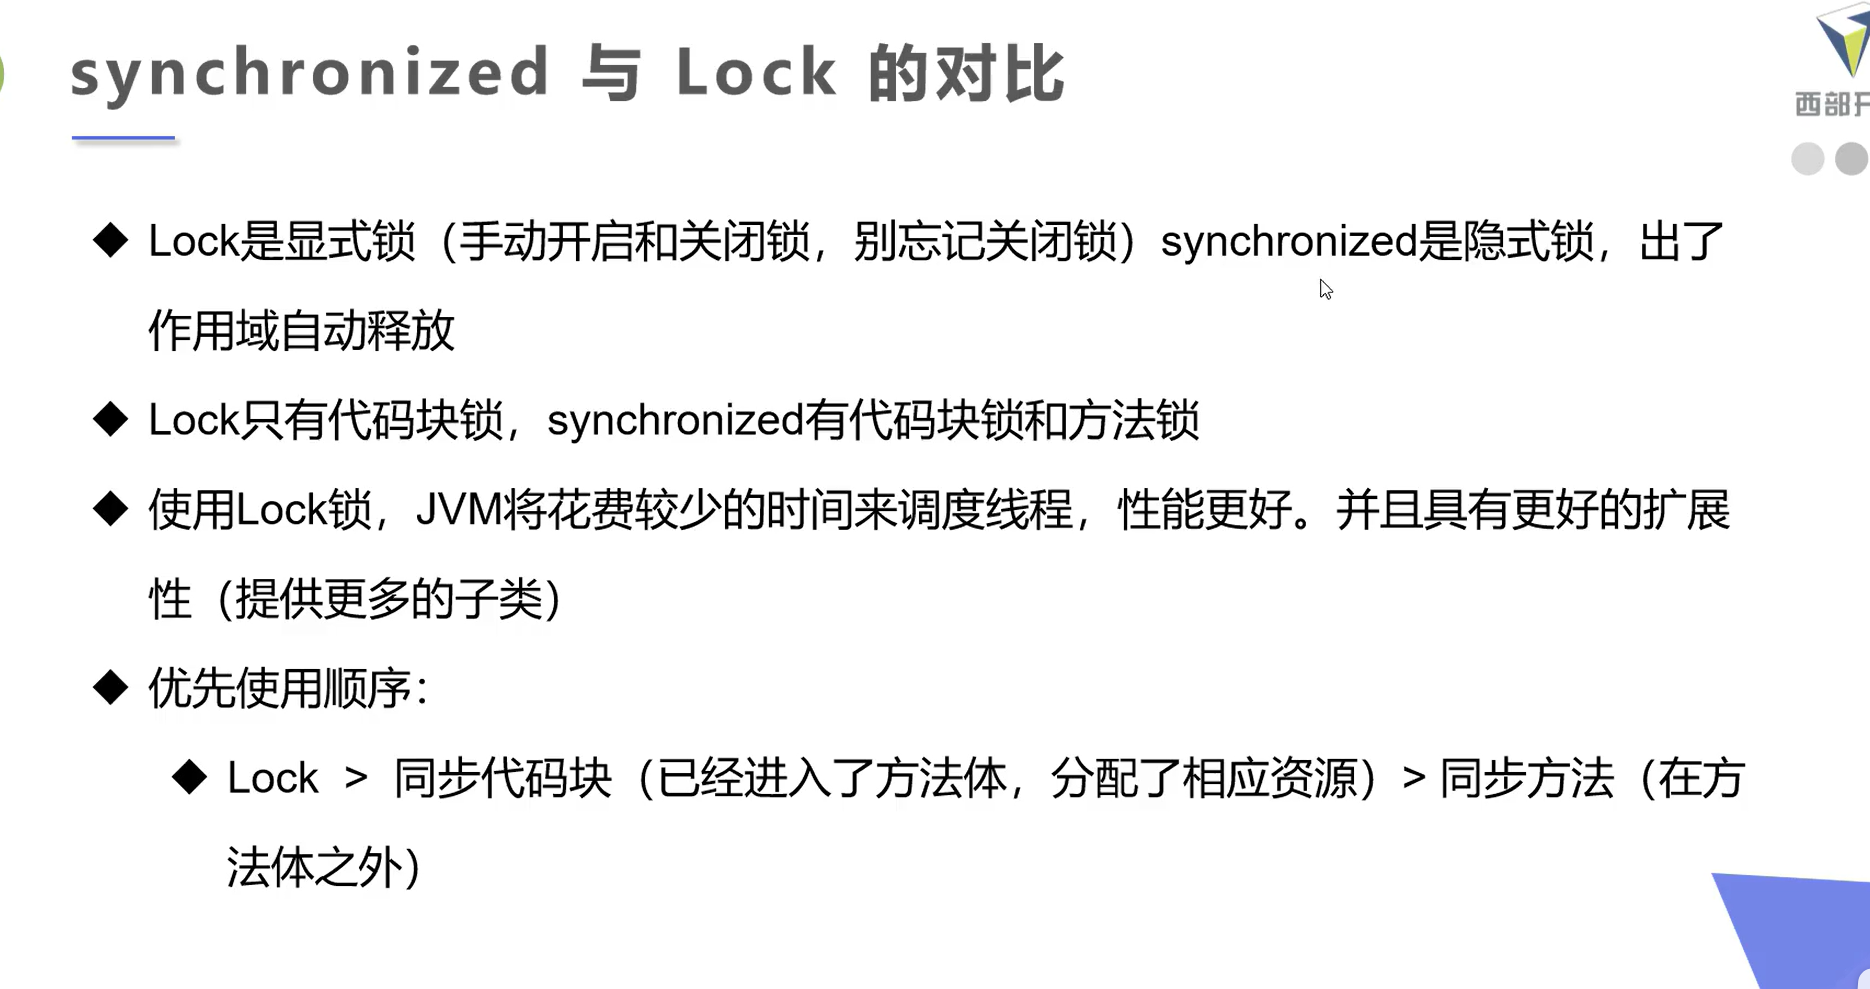 synchronized 与 Lock 的对比
西部开
Lock是显式锁（手动开启和关闭锁，别忘记关闭锁）synchronized是隐式锁，出了
作用域自动释放
Lock只有代码块锁，synchronized有代码块锁和方法锁
使用Lock锁，JVM将花费较少的时间来调度线程，性能更好。并且具有更好的扩展
性（提供更多的子类）
优先使用顺序：
Lock > 同步代码块（已经进入了方法体，分配了相应资源）> 同步方法（在方
法体之外）